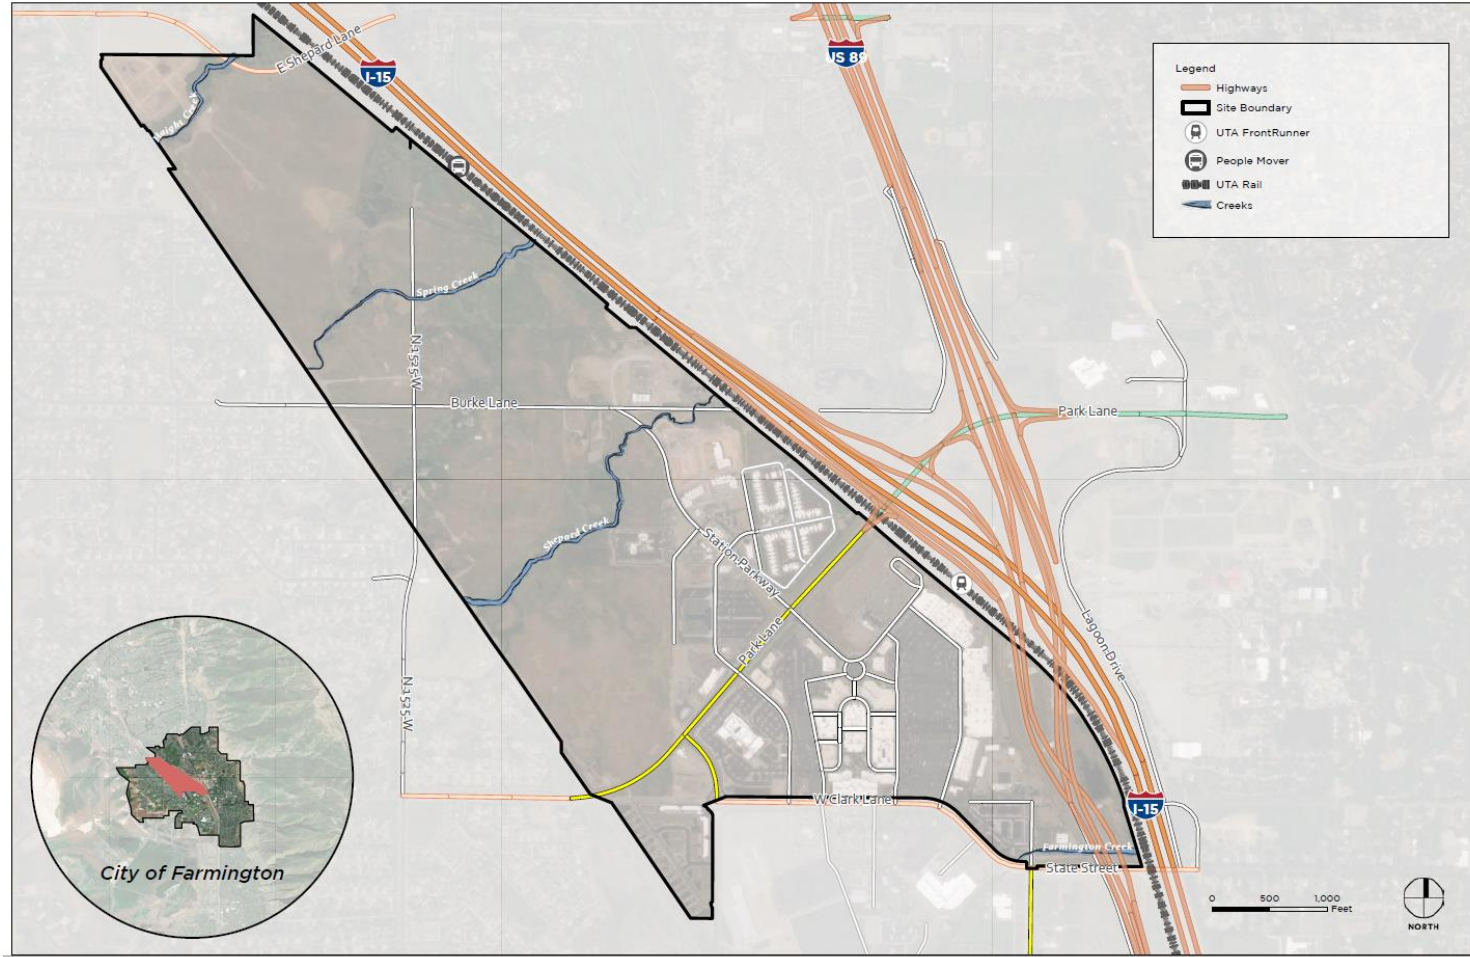 E Shepard Lane
I-15
US 89
Legend
Highways
Site Boundary
UTA FrontRunner
People Mover
UTA Rail
Creeks
Haight Creek
Spring Creek
N 1525 W
Burke Lane
Park Lane
Shepard Creek
Station Parkway
Park Lane
Lagoon Drive
N 1525 W
W Clark Lane
I-15
Farmington Creek
State Street
City of Farmington
0 500 1,000
Feet
NORTH